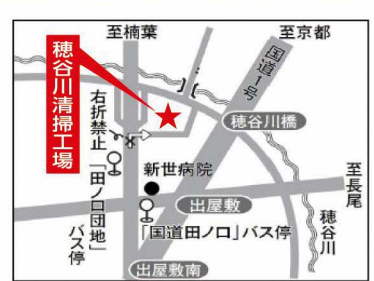 至楠葉
至京都
国道1号
穂谷川清掃工場
右折禁止
穂谷川橋
「田ノ口団地」
バス停
新世病院
至長尾
出屋敷
穂谷川
「国道田ノ口」バス停
出屋敷南